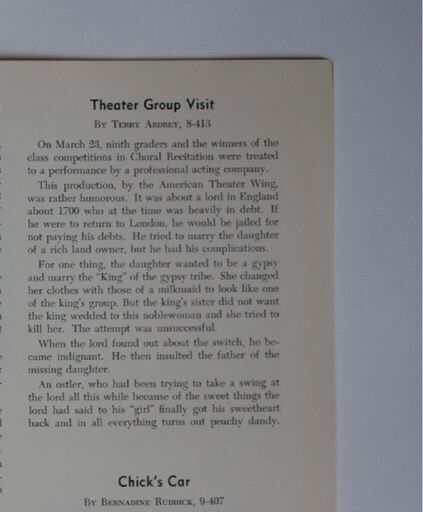 Theater Group Visit
By Terry Ardrey, 8-413
On March 23, ninth graders and the winners of the
class competitions in Choral Recitation were treated
to a performance by a professional acting company.
This production, by the American Theater Wing,
was rather humorous. It was about a lord in England
about 1700 who at the time was heavily in debt. If
he were to return to London, he would be jailed for
not paying his debts. He tried to marry the daughter
of a rich land owner, but he had his complications.
For one thing, the daughter wanted to be a gypsy
and marry the "King" of the gypsy tribe. She changed
her clothes with those of a milkmaid to look like one
of the king's group. But the king's sister did not want
the king wedded to this noblewoman and she tried to
kill her. The attempt was unsuccessful.
When the lord found out about the switch, he be-
came indignant. He then insulted the father of the
missing daughter.
An ostler, who had been trying to take a swing at
the lord all this while because of the sweet things the
lord had said to his "girl" finally got his sweetheart
back and in all everything turns out peachy dandy.
Chick's Car
By Bernadine Ruddick, 9-407